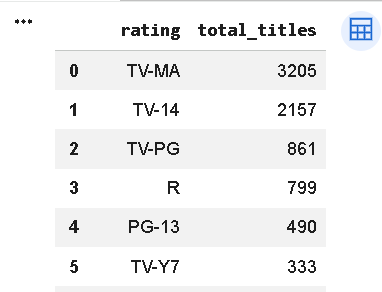 rating total_titles
0 TV-MA 3205
1 TV-14 2157
2 TV-PG 861
3 R 799
4 PG-13 490
5 TV-Y7 333